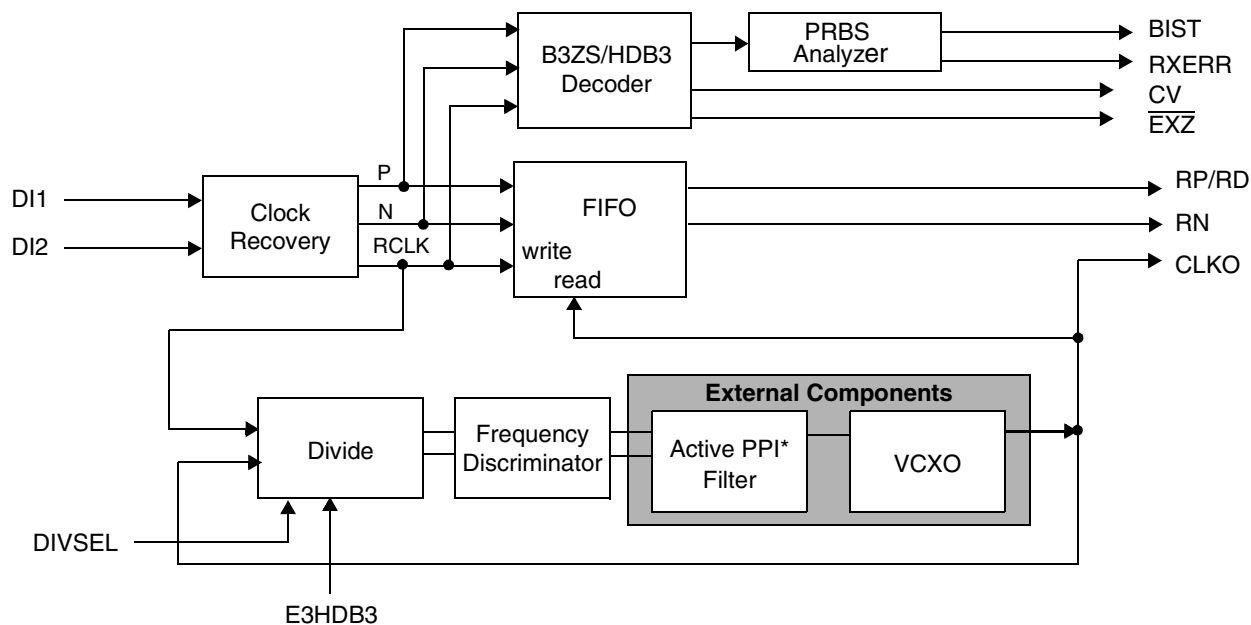 B3ZS/HDB3
Decoder
PRBS
Analyzer
BIST
RXERR
CV
EXZ
DI1
DI2
Clock
Recovery
P
N
RCLK
FIFO
write
read
RP/RD
RN
CLKO
External Components
Divide
Frequency
Discriminator
Active PPI*
Filter
VCXO
DIVSEL
E3HDB3